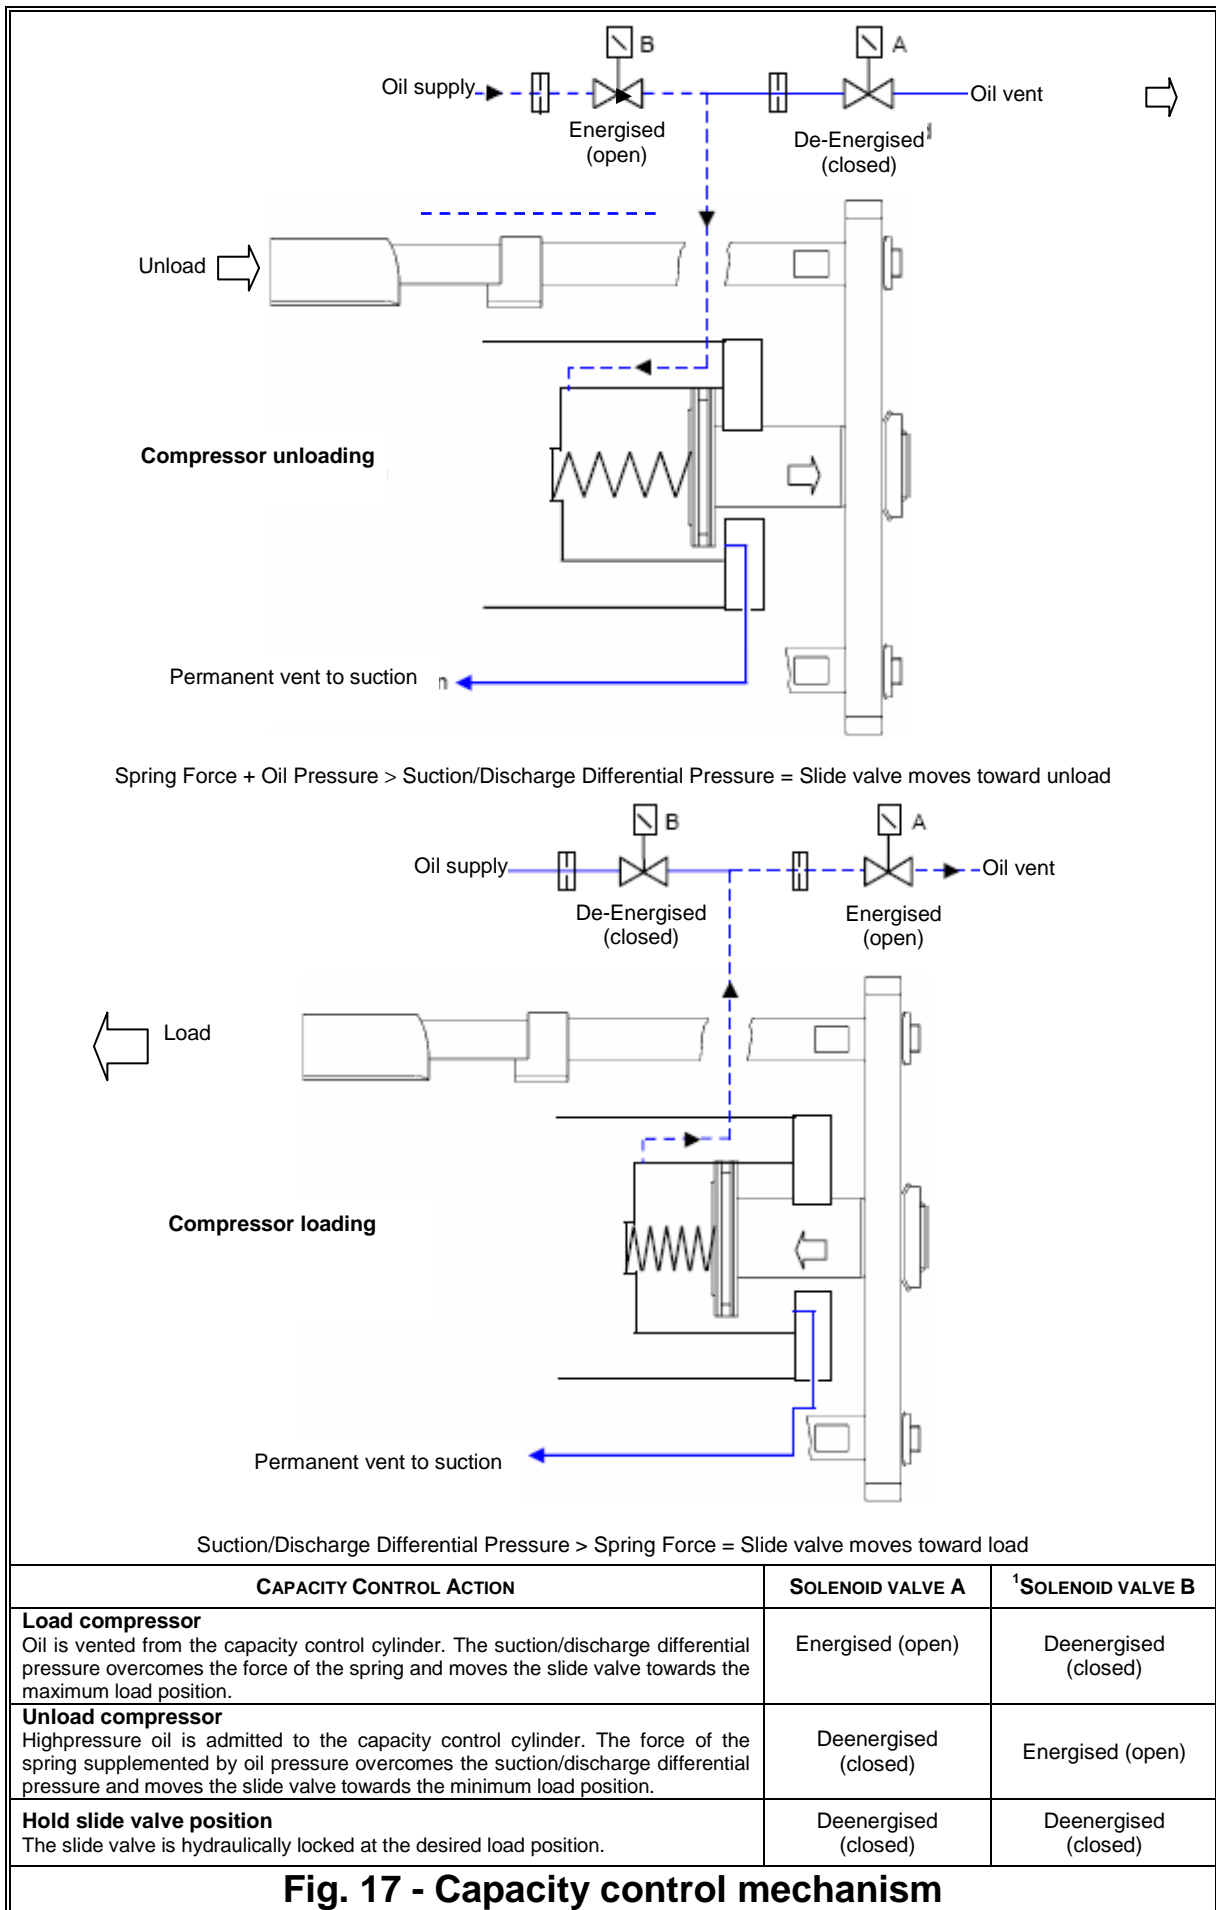 B
A
Oil supply
Oil vent
Energised
(open)
De-Energised
(closed)
Unload
Compressor unloading
Permanent vent to suction
n
Spring Force + Oil Pressure > Suction/Discharge Differential Pressure = Slide valve moves toward unload
B
A
Oil supply
Oil vent
De-Energised
(closed)
Energised
(open)
Load
Compressor loading
Permanent vent to suction
Suction/Discharge Differential Pressure > Spring Force = Slide valve moves toward load
CAPACITY CONTROL ACTION
SOLENOID VALVE A
¹SOLENOID VALVE B
Load compressor
Oil is vented from the capacity control cylinder. The suction/discharge differential
pressure overcomes the force of the spring and moves the slide valve towards the
maximum load position.
Energised (open)
Deenergised
(closed)
Unload compressor
Highpressure oil is admitted to the capacity control cylinder. The force of the
spring supplemented by oil pressure overcomes the suction/discharge differential
pressure and moves the slide valve towards the minimum load position.
Deenergised
(closed)
Energised (open)
Hold slide valve position
The slide valve is hydraulically locked at the desired load position.
Deenergised
(closed)
Deenergised
(closed)
Fig. 17 - Capacity control mechanism